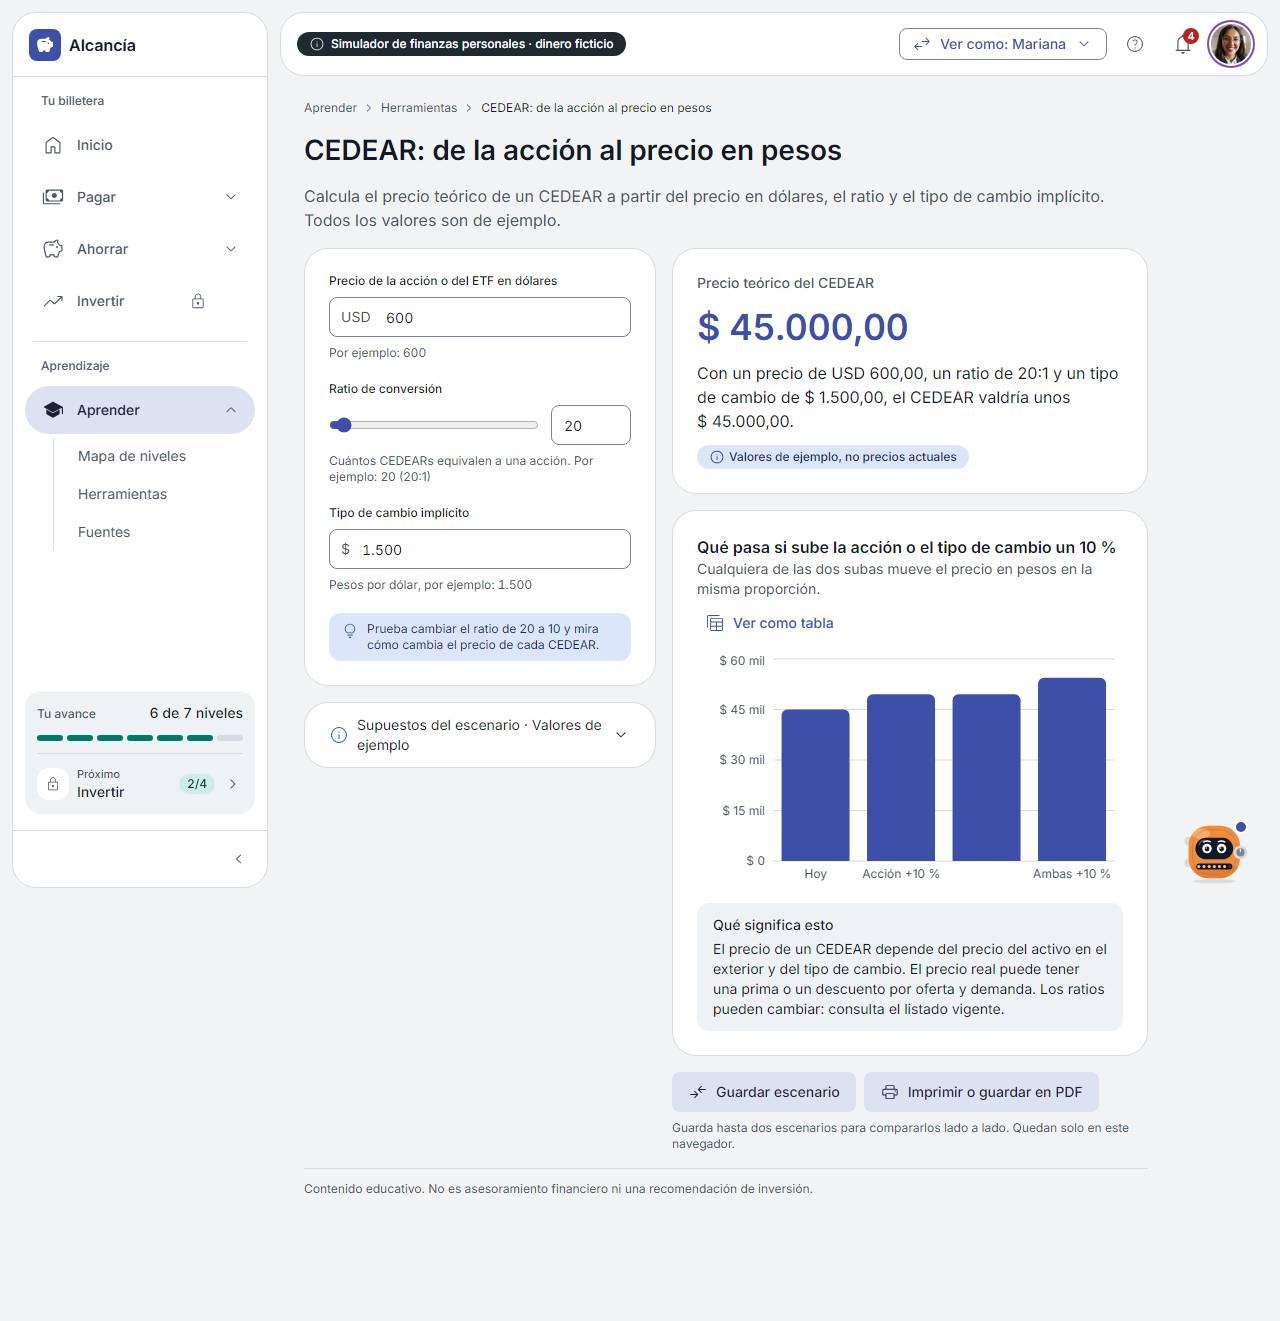 Alcancía
Simulador de finanzas personales · dinero ficticio
Ver como: Mariana
4
Tu billetera
Inicio
Pagar
Ahorrar
Invertir
Aprendizaje
Aprender
Mapa de niveles
Herramientas
Fuentes
Tu avance
6 de 7 niveles
Próximo
Invertir
2/4
Aprender > Herramientas > CEDEAR: de la acción al precio en pesos
CEDEAR: de la acción al precio en pesos
Calcula el precio teórico de un CEDEAR a partir del precio en dólares, el ratio y el tipo de cambio implícito.
Todos los valores son de ejemplo.
Precio de la acción o del ETF en dólares
USD 600
Por ejemplo: 600
Ratio de conversión
20
Cuántos CEDEARs equivalen a una acción. Por
ejemplo: 20 (20:1)
Tipo de cambio implícito
$ 1.500
Pesos por dólar, por ejemplo: 1.500
Prueba cambiar el ratio de 20 a 10 y mira
cómo cambia el precio de cada CEDEAR.
Supuestos del escenario · Valores de
ejemplo
Precio teórico del CEDEAR
$ 45.000,00
Con un precio de USD 600,00, un ratio de 20:1 y un tipo
de cambio de $ 1.500,00, el CEDEAR valdría unos
$ 45.000,00.
Valores de ejemplo, no precios actuales
Qué pasa si sube la acción o el tipo de cambio un 10 %
Cualquiera de las dos subas mueve el precio en pesos en la
misma proporción.
Ver como tabla
$ 60 mil
$ 45 mil
$ 30 mil
$ 15 mil
$ 0
Hoy
Acción +10 %
Ambas +10 %
Qué significa esto
El precio de un CEDEAR depende del precio del activo en el
exterior y del tipo de cambio. El precio real puede tener
una prima o un descuento por oferta y demanda. Los ratios
pueden cambiar: consulta el listado vigente.
Guardar escenario
Imprimir o guardar en PDF
Guarda hasta dos escenarios para compararlos lado a lado. Quedan solo en este
navegador.
Contenido educativo. No es asesoramiento financiero ni una recomendación de inversión.